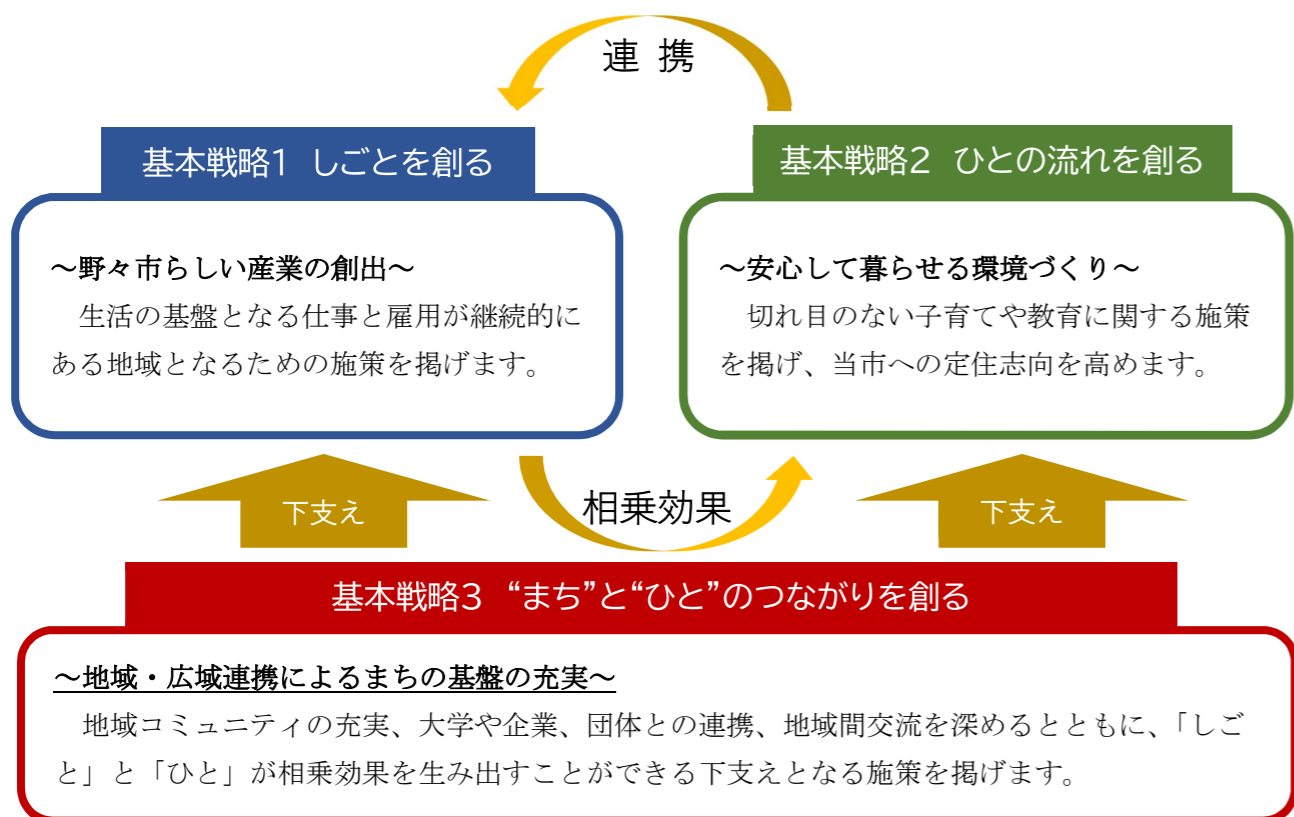 連 携
基本戦略1 しごとを創る
～野々市らしい産業の創出～
生活の基盤となる仕事と雇用が継続的に
ある地域となるための施策を掲げます。
基本戦略2 ひとの流れを創る
～安心して暮らせる環境づくり～
切れ目のない子育てや教育に関する施策
を掲げ、当市への定住志向を高めます。
下支え
相乗効果
下支え
基本戦略3 “まち”と“ひと”のつながりを創る
～地域・広域連携によるまちの基盤の充実～
地域コミュニティの充実、大学や企業、団体との連携、地域間交流を深めるとともに、「しご
と」と「ひと」が相乗効果を生み出すことができる下支えとなる施策を掲げます。